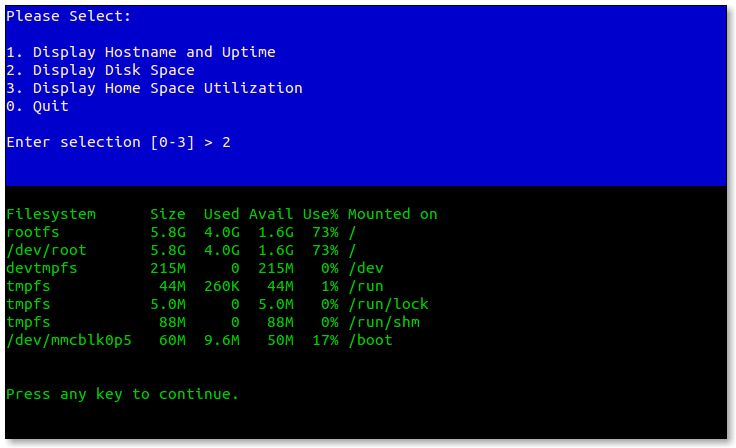 Please Select:
1. Display Hostname and Uptime
2. Display Disk Space
3. Display Home Space Utilization
0. Quit
Enter selection [0-3] > 2
Filesystem      Size  Used Avail Use% Mounted on
rootfs          5.8G  4.0G  1.6G  73% /
/dev/root       5.8G  4.0G  1.6G  73% /
devtmpfs        215M     0  215M   0% /dev
tmpfs            44M  260K   44M   1% /run
tmpfs           5.0M     0  5.0M   0% /run/lock
tmpfs            88M     0   88M   0% /run/shm
/dev/mmcblk0p5   60M  9.6M   50M  17% /boot
Press any key to continue.